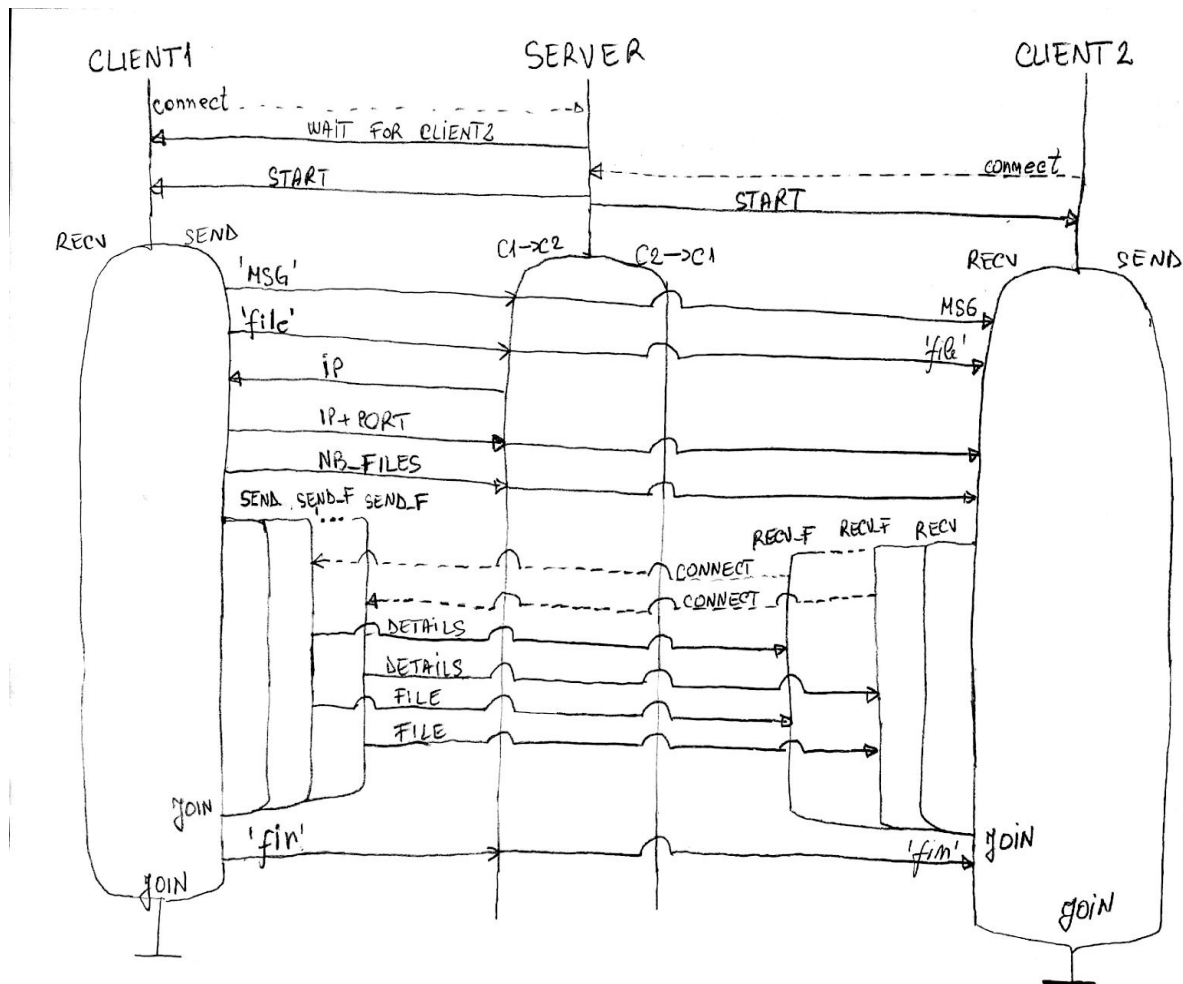 CLIENT1 SERVER CLIENT2
connect
WAIT FOR CLIENT2
connect
START
START
RECV SEND C1→C2 C2→C1 RECV SEND
'MSG' MSG
'file' 'file'
IP
IP+PORT
NB_FILES
SEND SEND_F ... SEND_F
RECV_F RECV_F RECV
CONNECT
CONNECT
DETAILS
DETAILS
FILE
FILE
JOIN
'fin' 'fin' JOIN
JOIN
JOIN